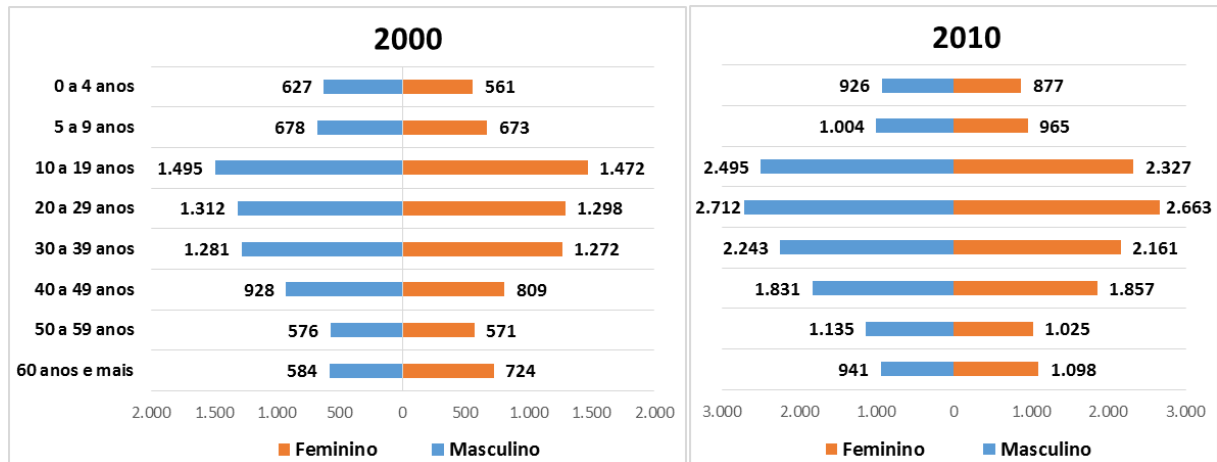 2000
0 a 4 anos 627 561
5 a 9 anos 678 673
10 a 19 anos 1.495 1.472
20 a 29 anos 1.312 1.298
30 a 39 anos 1.281 1.272
40 a 49 anos 928 809
50 a 59 anos 576 571
60 anos e mais 584 724
2.000 1.500 1.000 500 0 500 1.000 1.500 2.000
Feminino Masculino
2010
926 877
1.004 965
2.495 2.327
2.712 2.663
2.243 2.161
1.831 1.857
1.135 1.025
941 1.098
3.000 2.000 1.000 0 1.000 2.000 3.000
Feminino Masculino